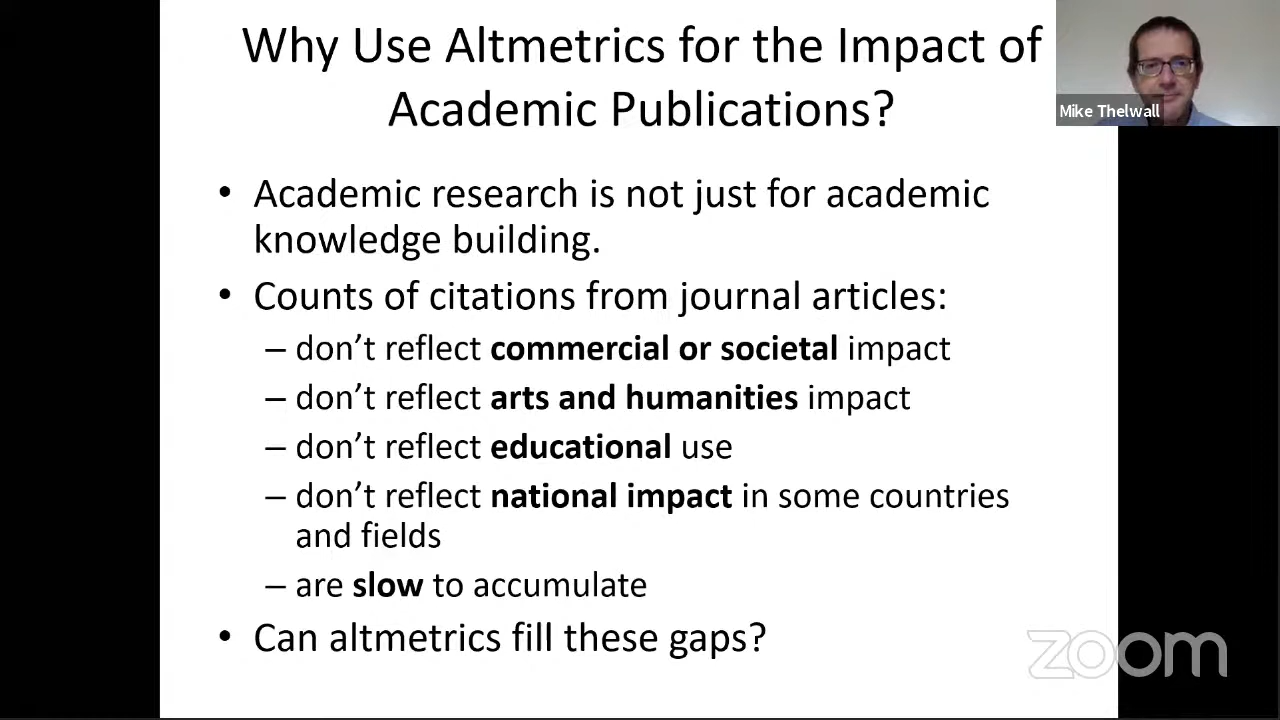 Why Use Altmetrics for the Impact of
Academic Publications?
Mike Thelwall
• Academic research is not just for academic
knowledge building.
• Counts of citations from journal articles:
– don’t reflect commercial or societal impact
– don’t reflect arts and humanities impact
– don’t reflect educational use
– don’t reflect national impact in some countries
and fields
– are slow to accumulate
• Can altmetrics fill these gaps?
zoom